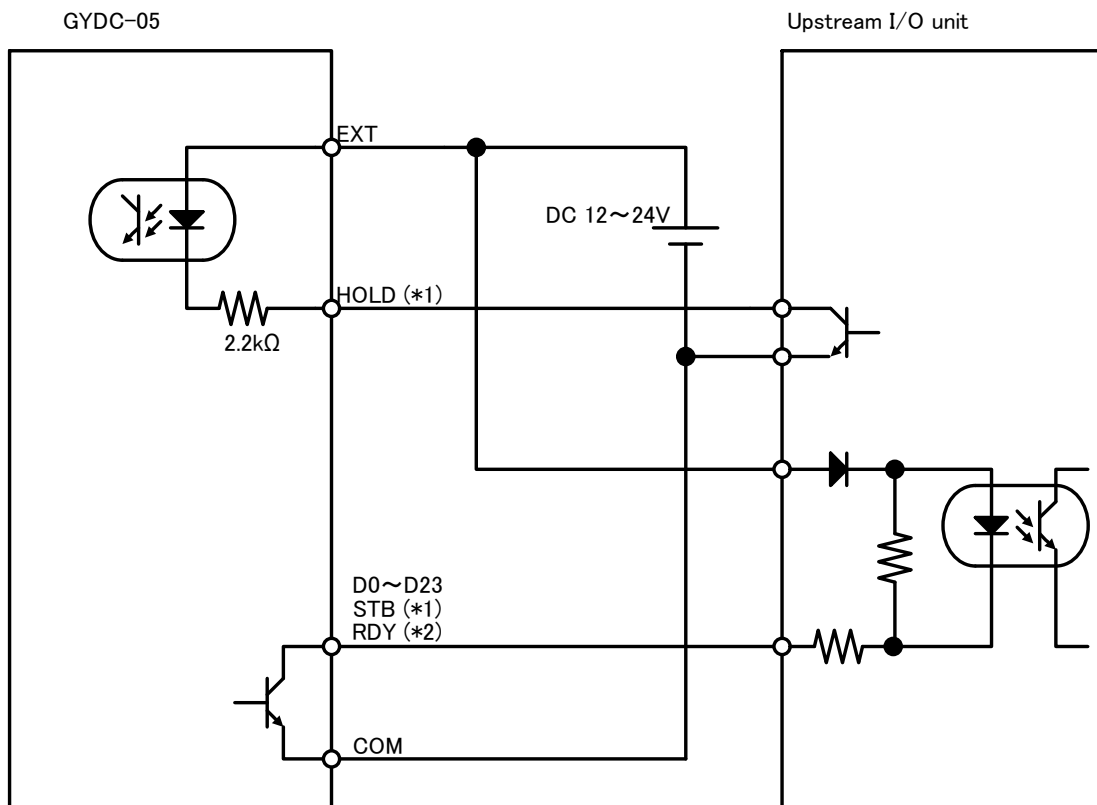 GYDC-05
Upstream I/O unit
EXT
DC 12～24V
HOLD (*1)
2.2kΩ
D0～D23
STB (*1)
RDY (*2)
COM